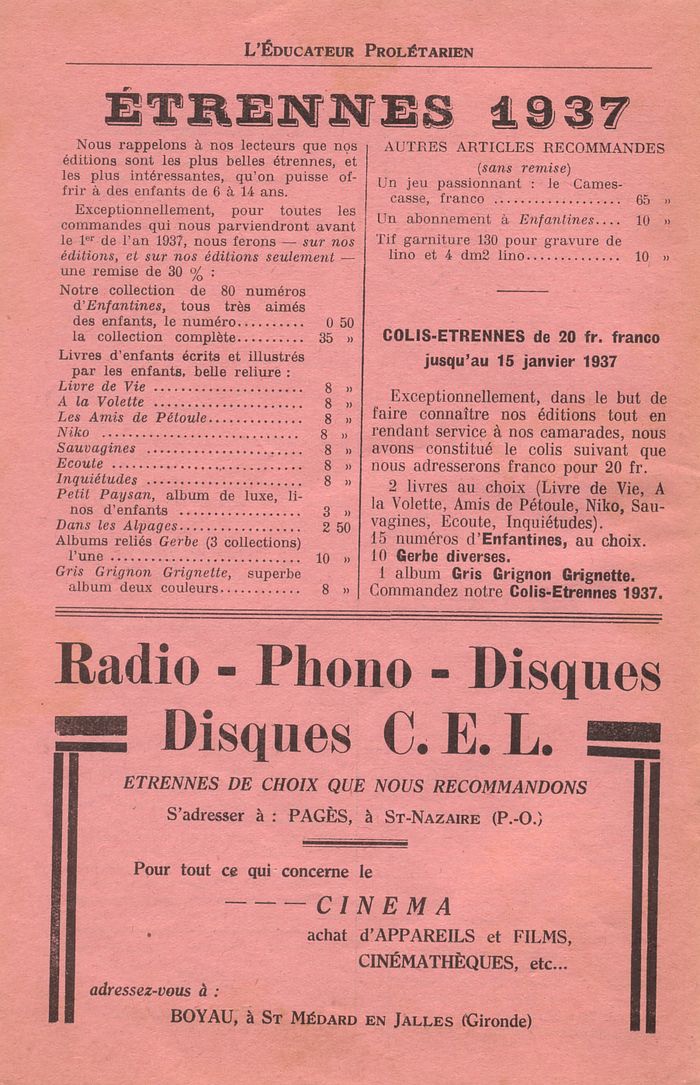 L'ÉDUCATEUR PROLÉTARIEN
ÉTRENNES 1937
Nous rappelons à nos lecteurs que nos
éditions sont les plus belles étrennes, et
les plus intéressantes, qu'on puisse of-
frir à des enfants de 6 à 14 ans.
Exceptionnellement, pour toutes les
commandes qui nous parviendront avant
le 1er de l'an 1937, nous ferons — sur nos
éditions, et sur nos éditions seulement —
une remise de 30 % :
Notre collection de 80 numéros
d'Enfantines, tous très aimés
des enfants, le numéro.......... 0 50
la collection complète.......... 35 »
Livres d'enfants écrits et illustrés
par les enfants, belle reliure :
Livre de Vie ...................... 8 »
A la Volette ...................... 8 »
Les Amis de Pétoule.............. 8 »
Niko ............................. 8 »
Sauvagines ....................... 8 »
Ecoute ............................ 8 »
Inquiétudes ....................... 8 »
Petit Paysan, album de luxe, li-
nos d'enfants .................. 3 »
Dans les Alpages.................. 2 50
Albums reliés Gerbe (3 collections)
l'une ............................ 10 »
Gris Grignon Grignette, superbe
album deux couleurs............ 8 »
AUTRES ARTICLES RECOMMANDES
(sans remise)
Un jeu passionnant : le Cames-
casse, franco ................... 65 »
Un abonnement à Enfantines.... 10 »
Tif garniture 130 pour gravure de
lino et 4 dm2 lino.............. 10 »
COLIS-ETRENNES de 20 fr. franco
jusqu'au 15 janvier 1937
Exceptionnellement, dans le but de
faire connaître nos éditions tout en
rendant service à nos camarades, nous
avons constitué le colis suivant que
nous adresserons franco pour 20 fr.
2 livres au choix (Livre de Vie, A
la Volette, Amis de Pétoule, Niko, Sau-
vagines, Ecoute, Inquiétudes).
15 numéros d'Enfantines, au choix.
10 Gerbe diverses.
1 album Gris Grignon Grignette.
Commandez notre Colis-Etrennes 1937.
Radio - Phono - Disques
Disques C. E. L.
ETRENNES DE CHOIX QUE NOUS RECOMMANDONS
S'adresser à : PAGÈS, à ST-NAZAIRE (P.-O.)
Pour tout ce qui concerne le
— — — CINEMA
achat d'APPAREILS et FILMS,
CINÉMATHÈQUES, etc...
adressez-vous à :
BOYAU, à ST MÉDARD EN JALLES (Gironde)